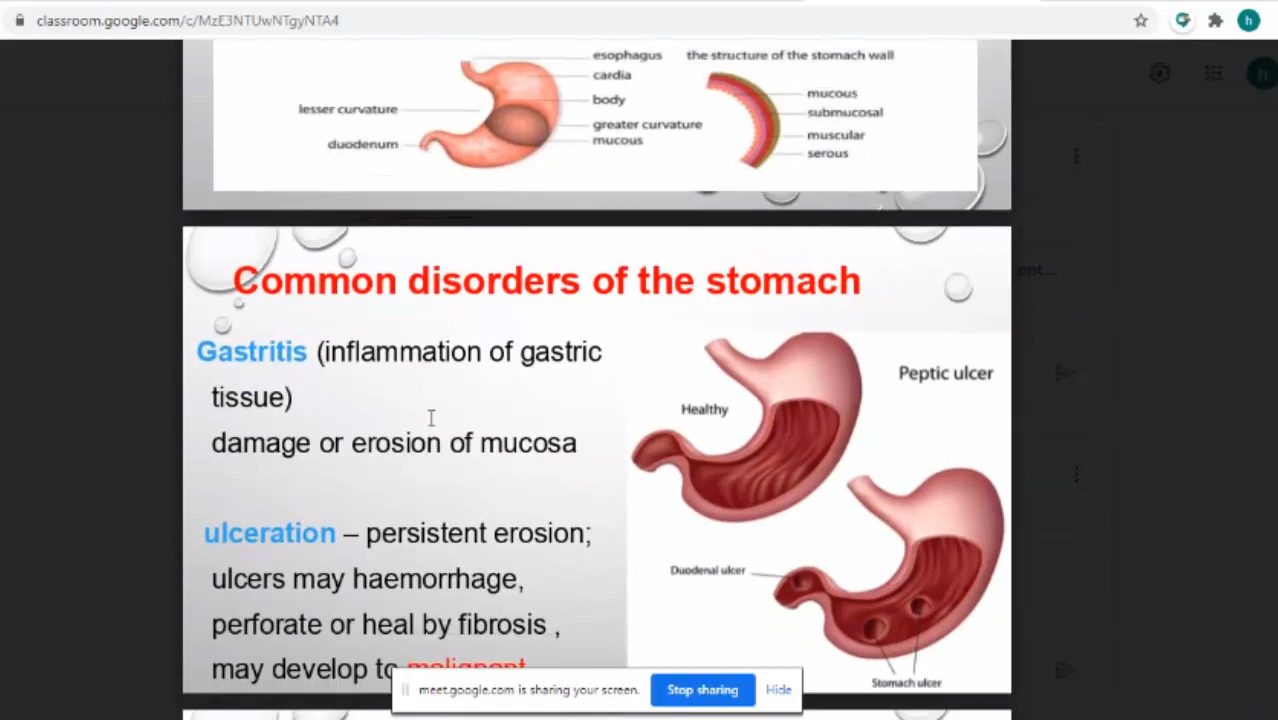 classroom.google.com/c/MzE3NTUwNTgyNTA4
h
esophagus
the structure of the stomach wall
cardia
h
body
mucous
lesser curvature
submucosal
greater curvature
muscular
duodenum
mucous
serous
Common disorders of the stomach
ppt...
Gastritis (inflammation of gastric
tissue)
damage or erosion of mucosa
Peptic ulcer
Healthy
ulceration – persistent erosion;
ulcers may haemorrhage,
perforate or heal by fibrosis ,
may develop to malignant
Duodenal ulcer
Stomach ulcer
meet.google.com is sharing your screen.
Stop sharing
Hide